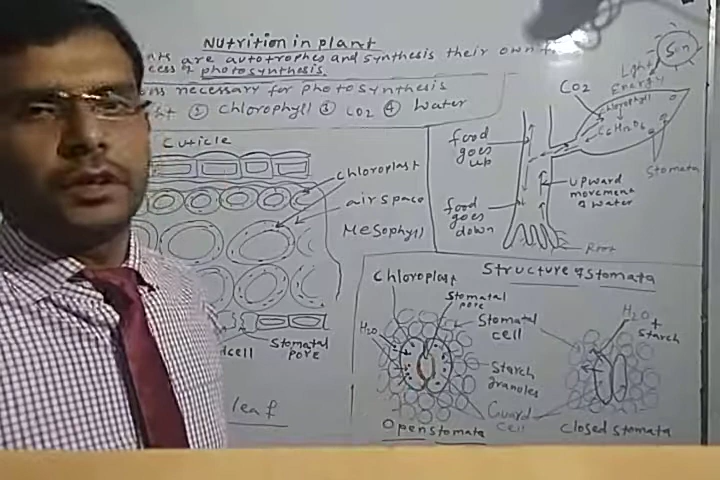 Nutrition in plant
are autotrophes and synthesis their own
photosynthesis.
necessary for photosynthesis
② Chlorophyll ③ CO2 ④ Water
Cuticle
chloroplast
air space
Mesophyll
Stomatal
pore
cell
leaf
Sun
Light
Energy
CO2
chlorophyll
C6H12O6
Stomata
food
goes
up
upward
movement
of water
food
goes
down
Root
Structure of Stomata
Chloroplast
Stomatal
pore
Stomatal
cell
H2O
Starch
granoles
Guard
cell
Open stomata
H2O
+
Starch
Closed stomata